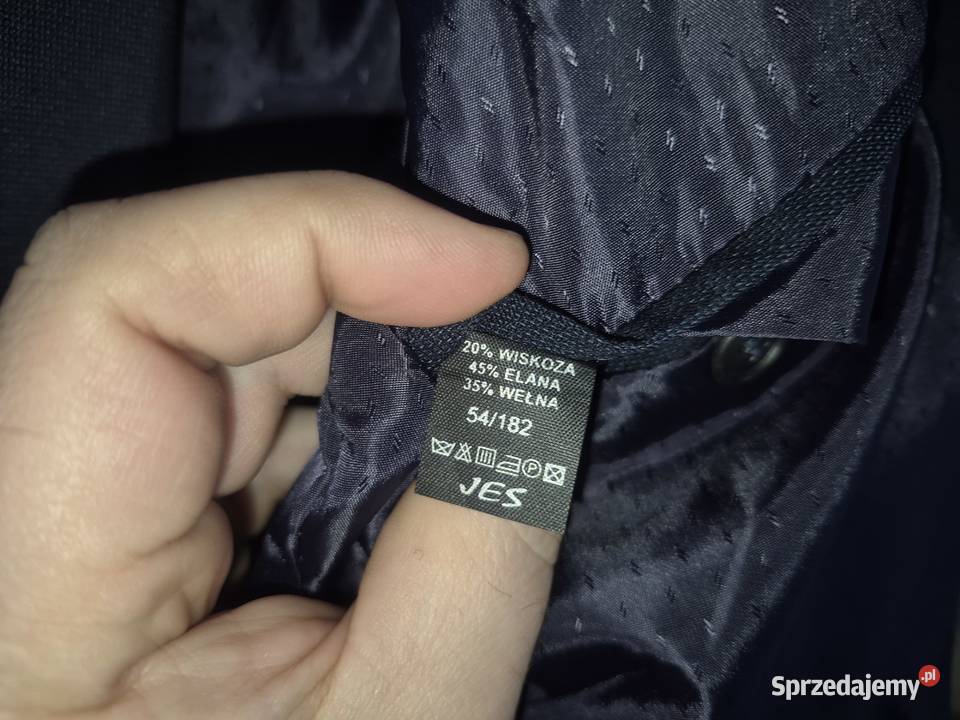 20% WISKOZA
45% ELANA
35% WEŁNA
54/182
P
JES
Sprzedajemy.pl